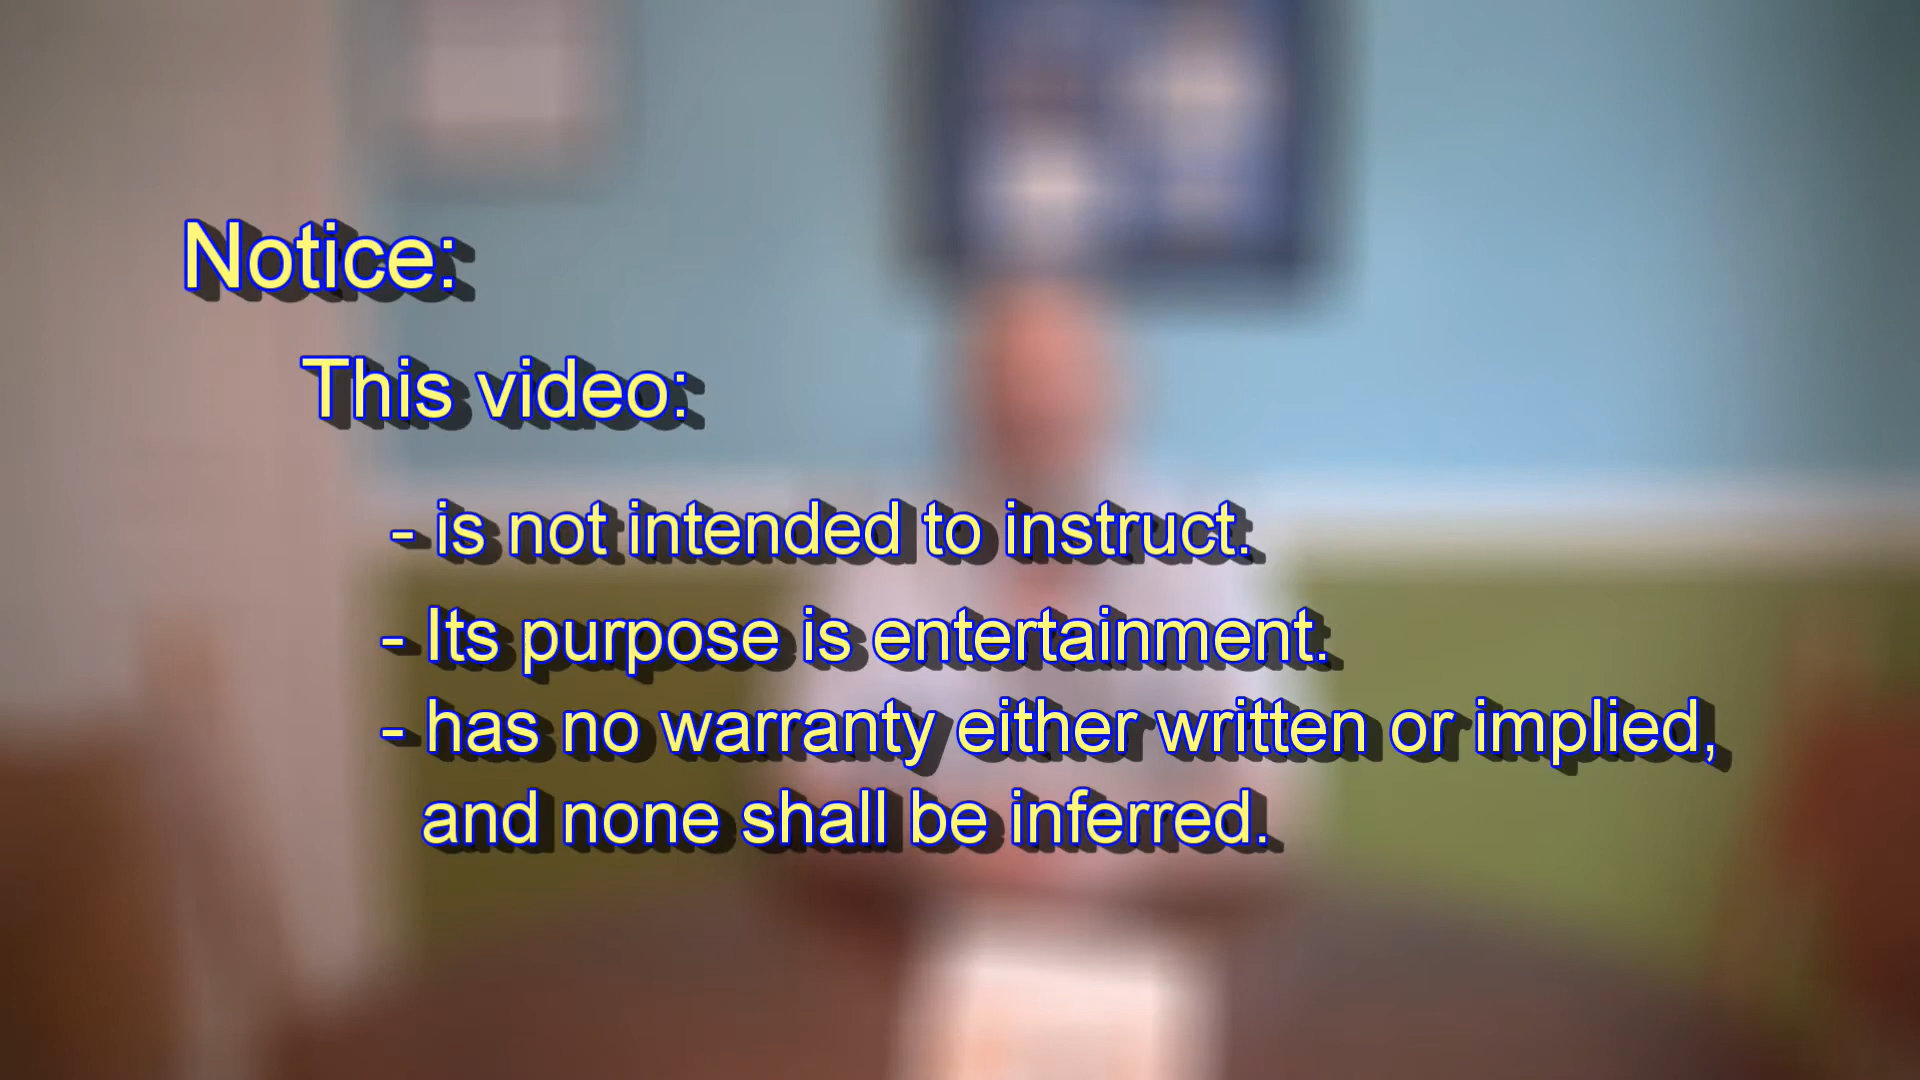 Notice:
This video:
- is not intended to instruct.
- Its purpose is entertainment.
- has no warranty either written or implied,
and none shall be inferred.